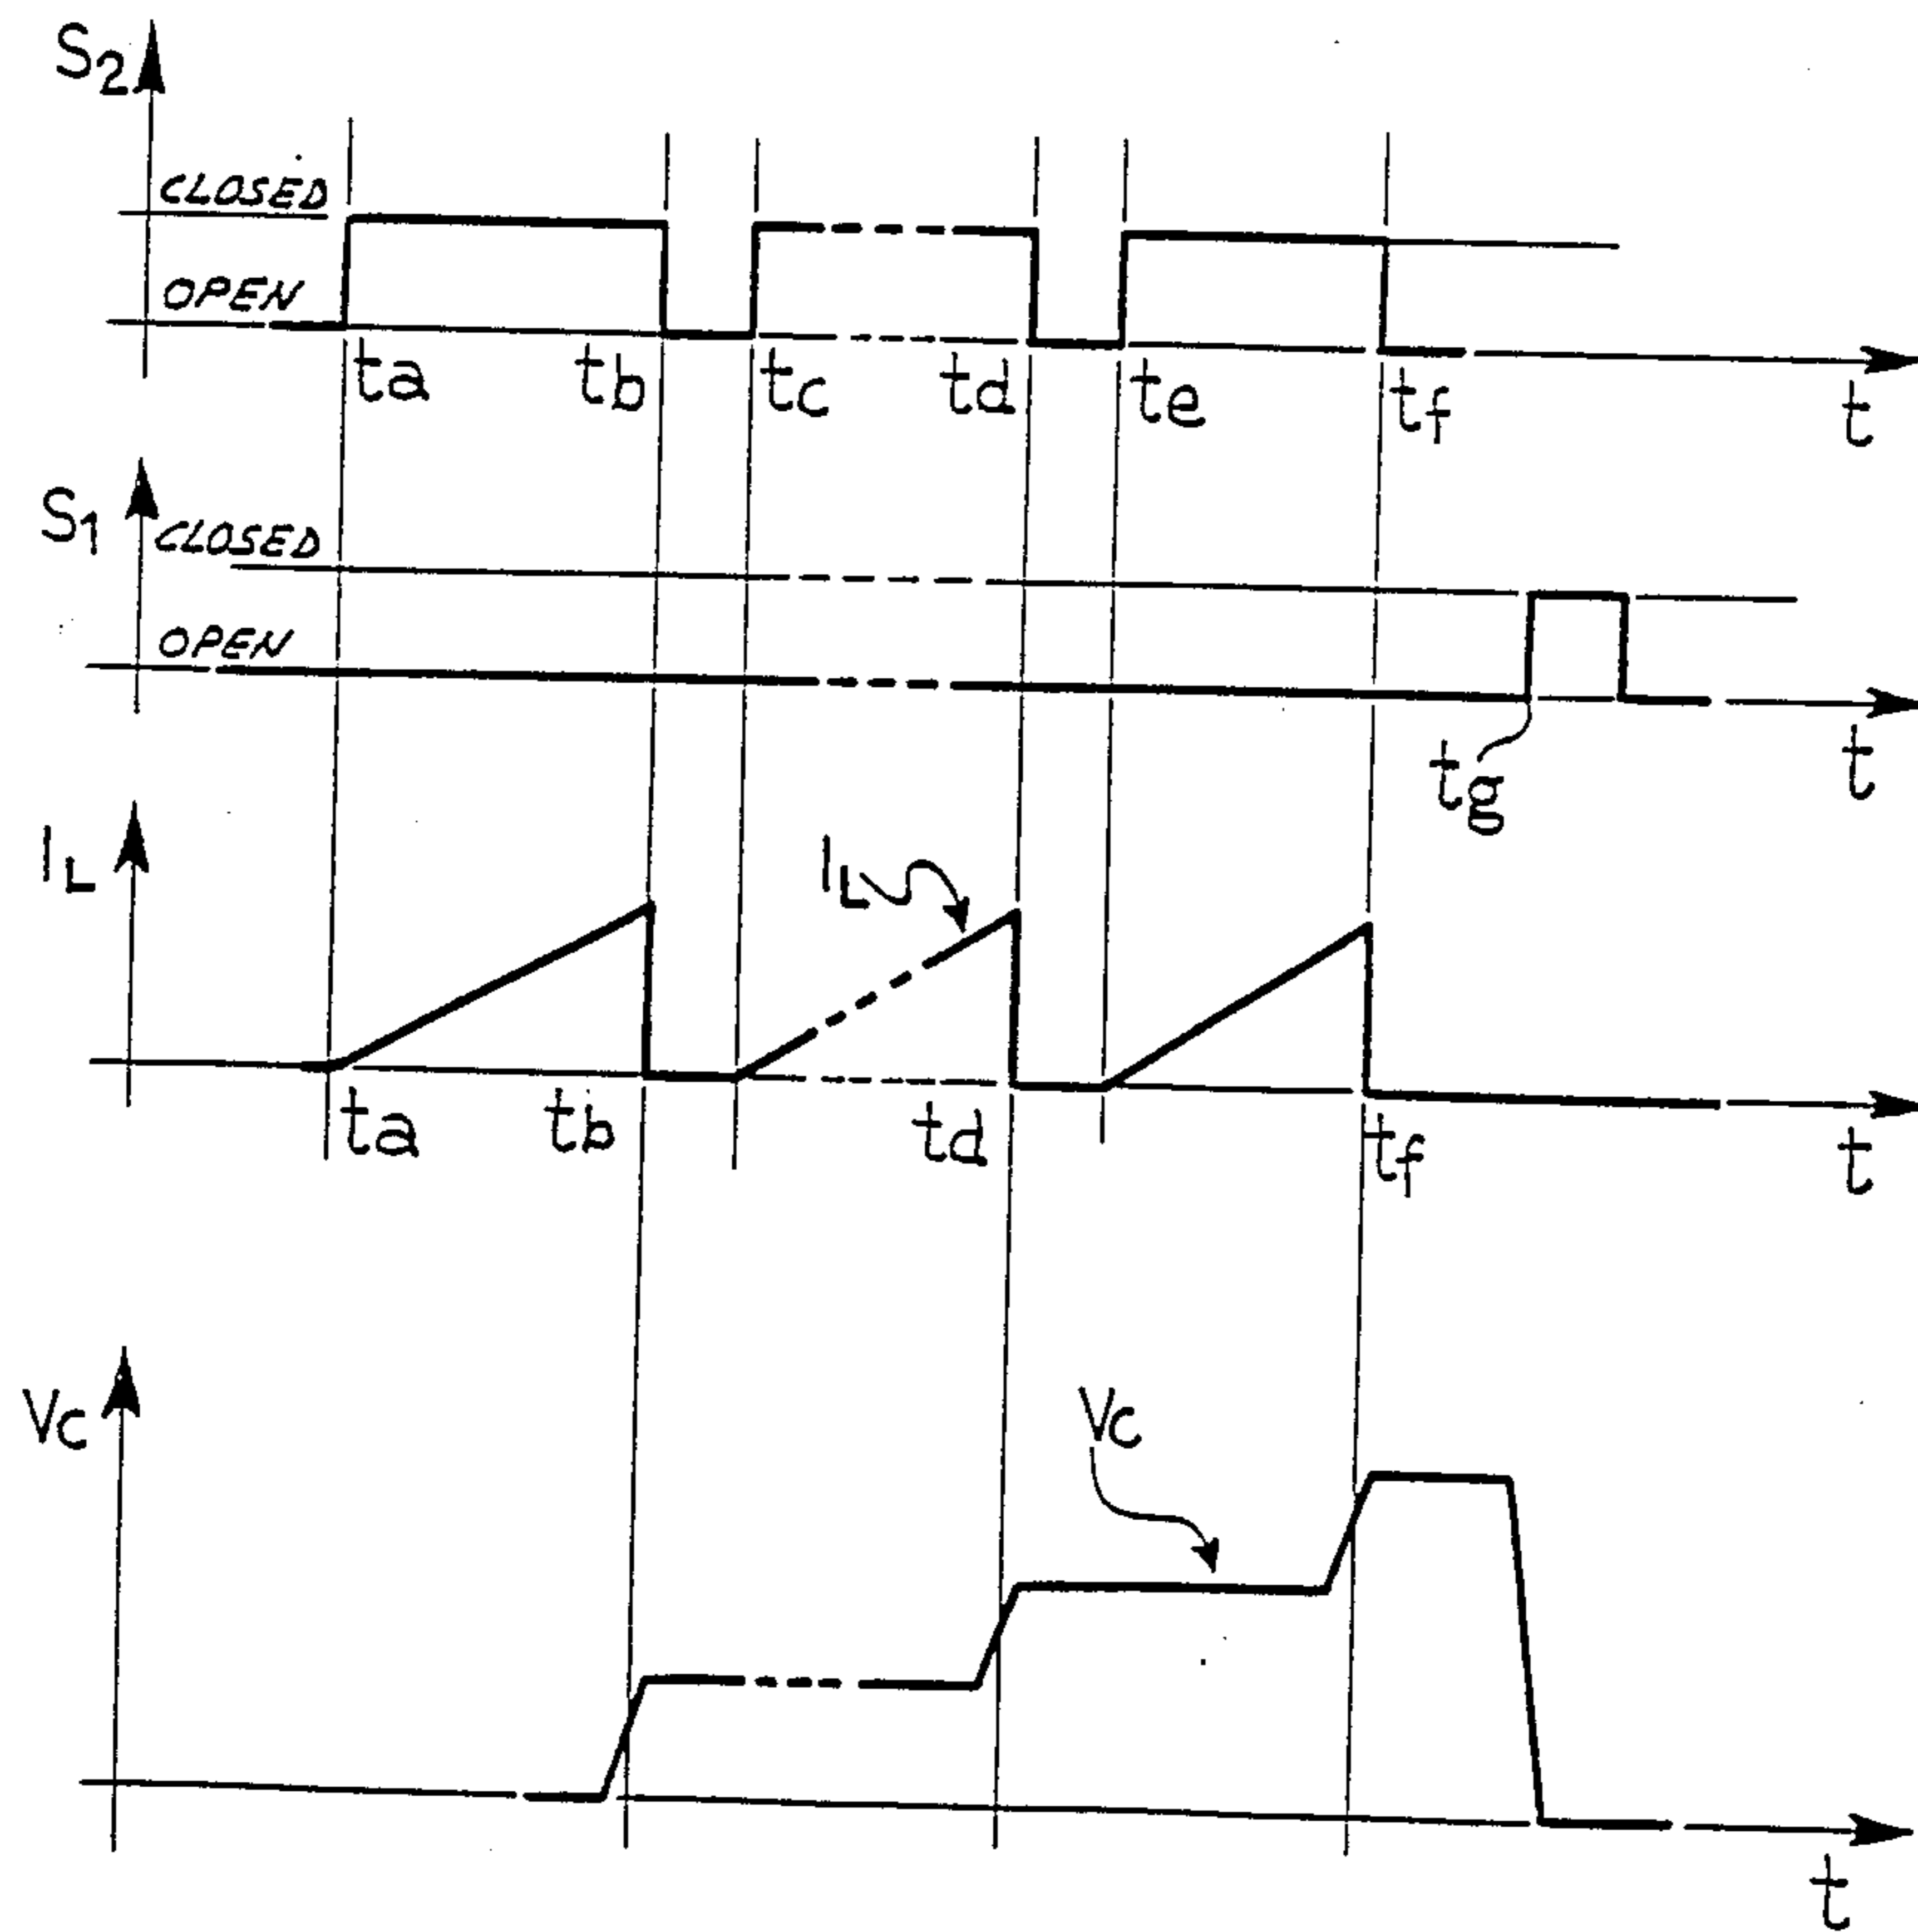 S2
CLOSED
OPEN
ta tb tc td te tf t
S1
CLOSED
OPEN
tg t
IL
IL
ta tb td tf t
VC
VC
t